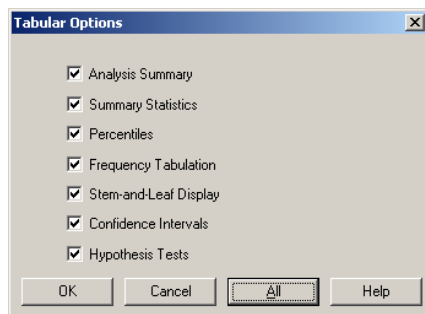 Tabular Options
Analysis Summary
Summary Statistics
Percentiles
Frequency Tabulation
Stem-and-Leaf Display
Confidence Intervals
Hypothesis Tests
OK Cancel All Help